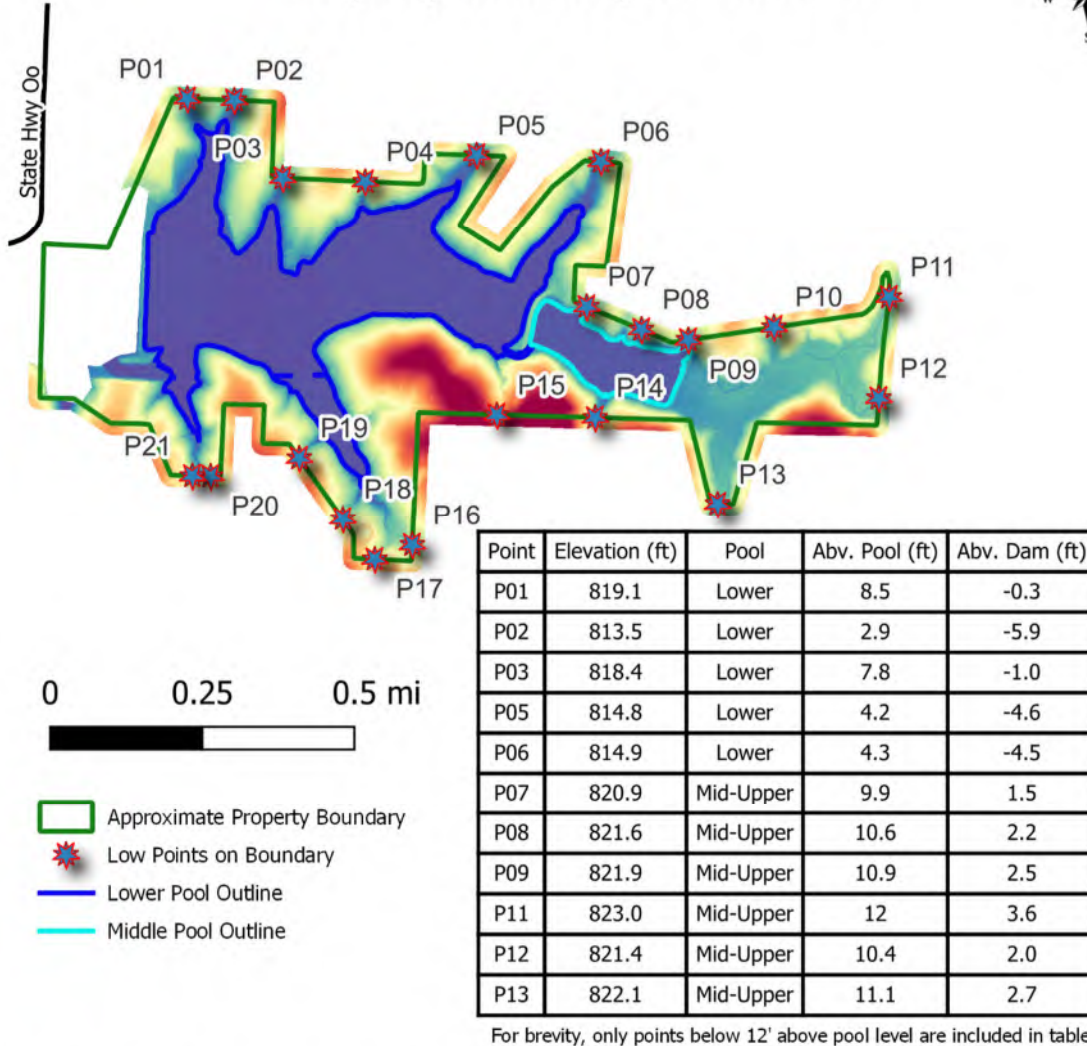 W
S
State Hwy Oo
P01
P02
P03
P04
P05
P06
P07
P08
P09
P10
P11
P12
P13
P14
P15
P16
P17
P18
P19
P20
P21
0 0.25 0.5 mi
Approximate Property Boundary
Low Points on Boundary
Lower Pool Outline
Middle Pool Outline
Point Elevation (ft) Pool Abv. Pool (ft) Abv. Dam (ft)
P01 819.1 Lower 8.5 -0.3
P02 813.5 Lower 2.9 -5.9
P03 818.4 Lower 7.8 -1.0
P05 814.8 Lower 4.2 -4.6
P06 814.9 Lower 4.3 -4.5
P07 820.9 Mid-Upper 9.9 1.5
P08 821.6 Mid-Upper 10.6 2.2
P09 821.9 Mid-Upper 10.9 2.5
P11 823.0 Mid-Upper 12 3.6
P12 821.4 Mid-Upper 10.4 2.0
P13 822.1 Mid-Upper 11.1 2.7
For brevity, only points below 12' above pool level are included in table